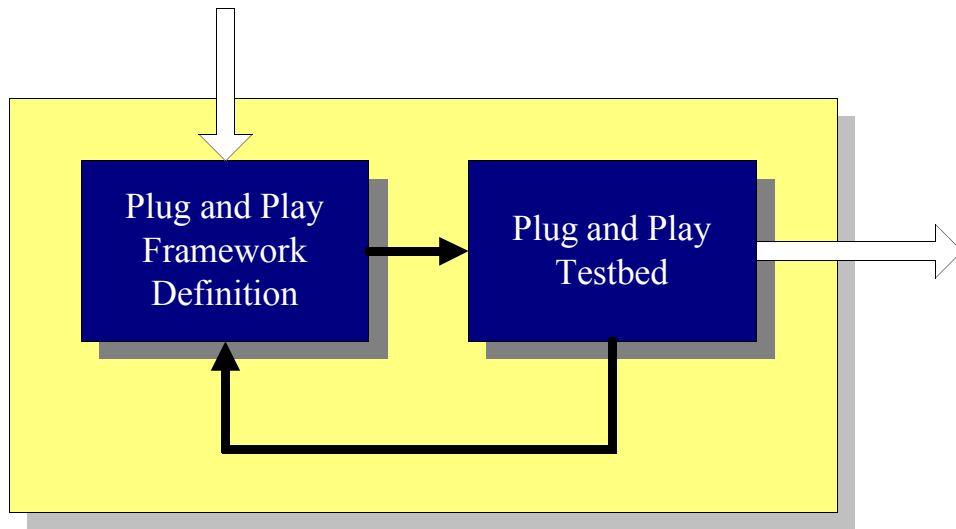 Plug and Play
Framework
Definition
Plug and Play
Testbed